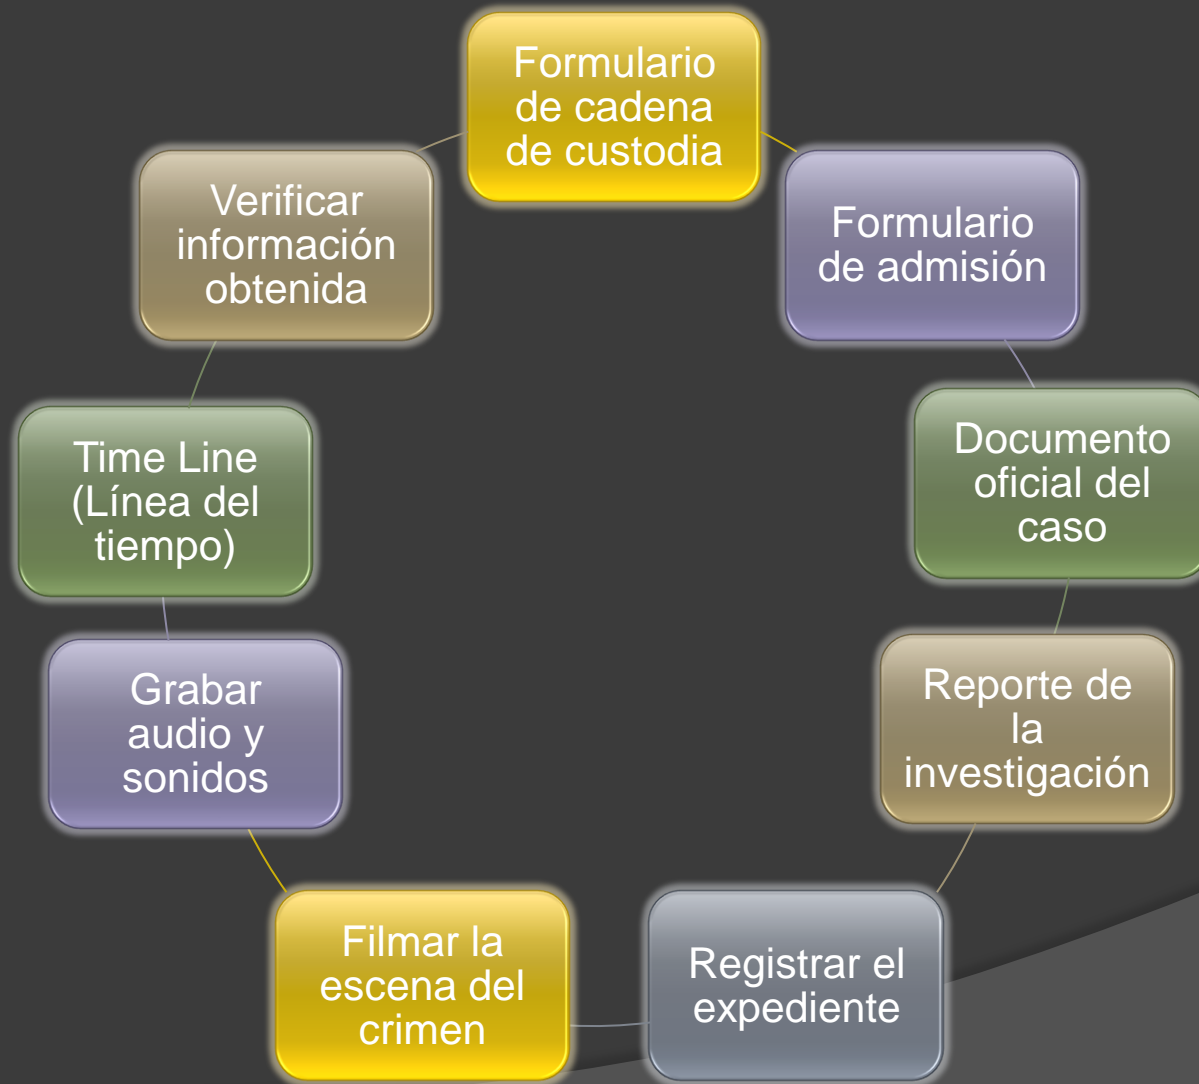 Formulario
de cadena
de custodia
Formulario
de admisión
Documento
oficial del
caso
Reporte de
la
investigación
Registrar el
expediente
Filmar la
escena del
crimen
Grabar
audio y
sonidos
Time Line
(Línea del
tiempo)
Verificar
información
obtenida